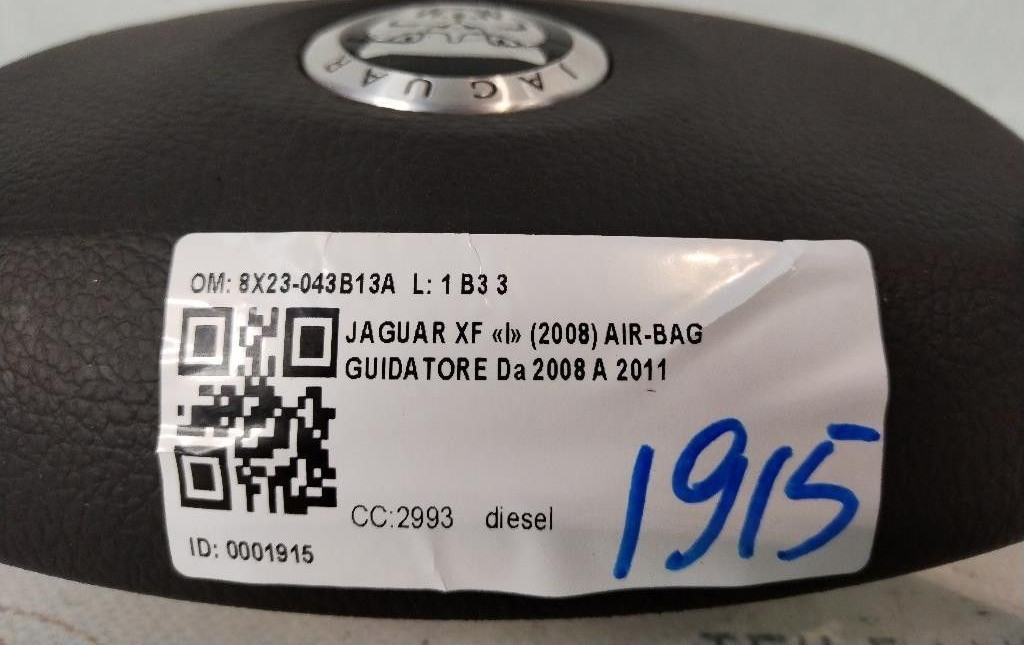 JAGUAR
OM: 8X23-043B13A L: 1 B3 3
JAGUAR XF «I» (2008) AIR-BAG
GUIDATORE Da 2008 A 2011
1915
CC:2993 diesel
ID: 0001915